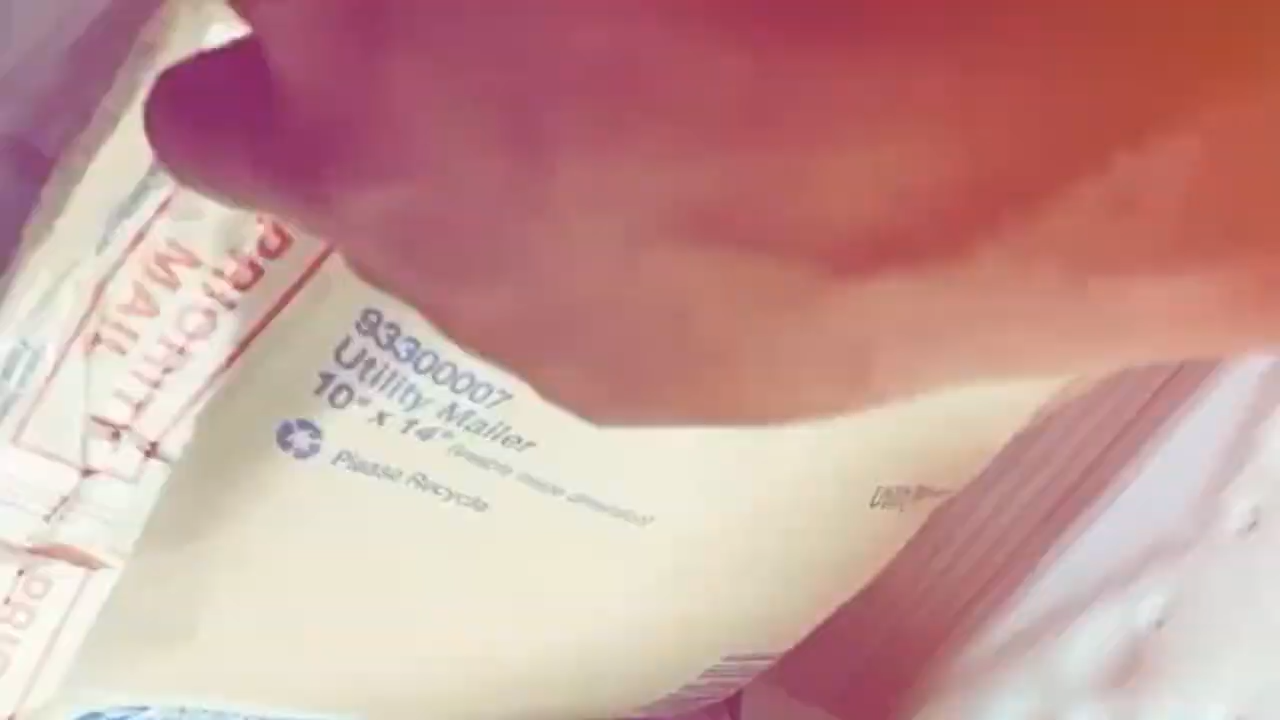 PRIORITY
MAIL
93300007
Utility Mailer
10" x 14"
Please Recycle